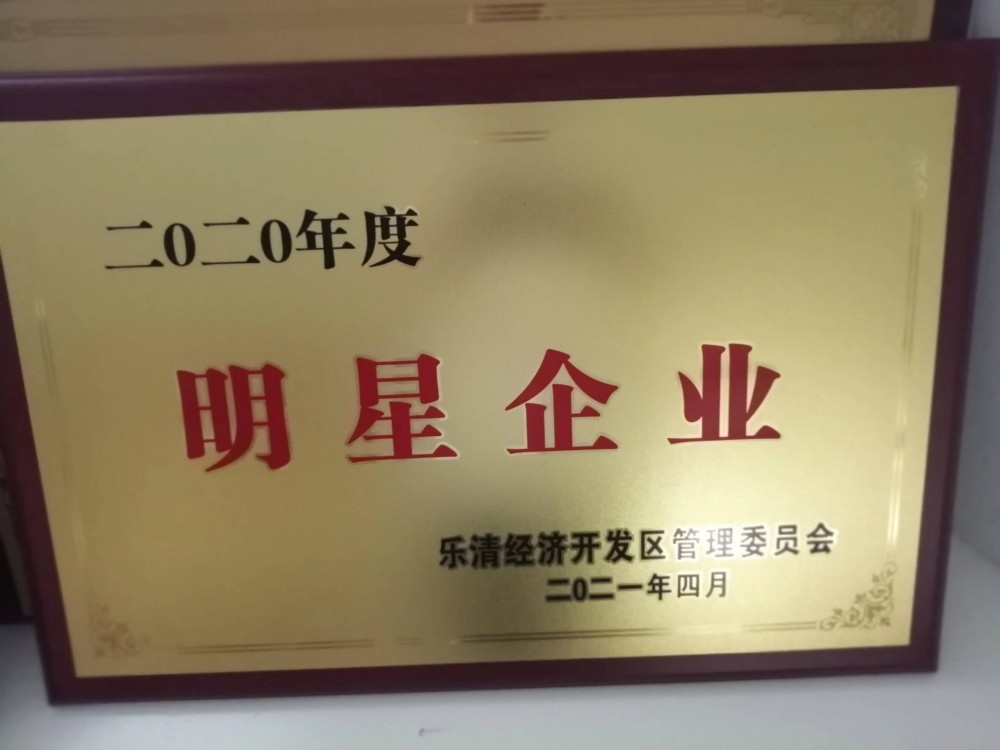 二0二0年度
明星企业
乐清经济开发区管理委员会
二0二一年四月